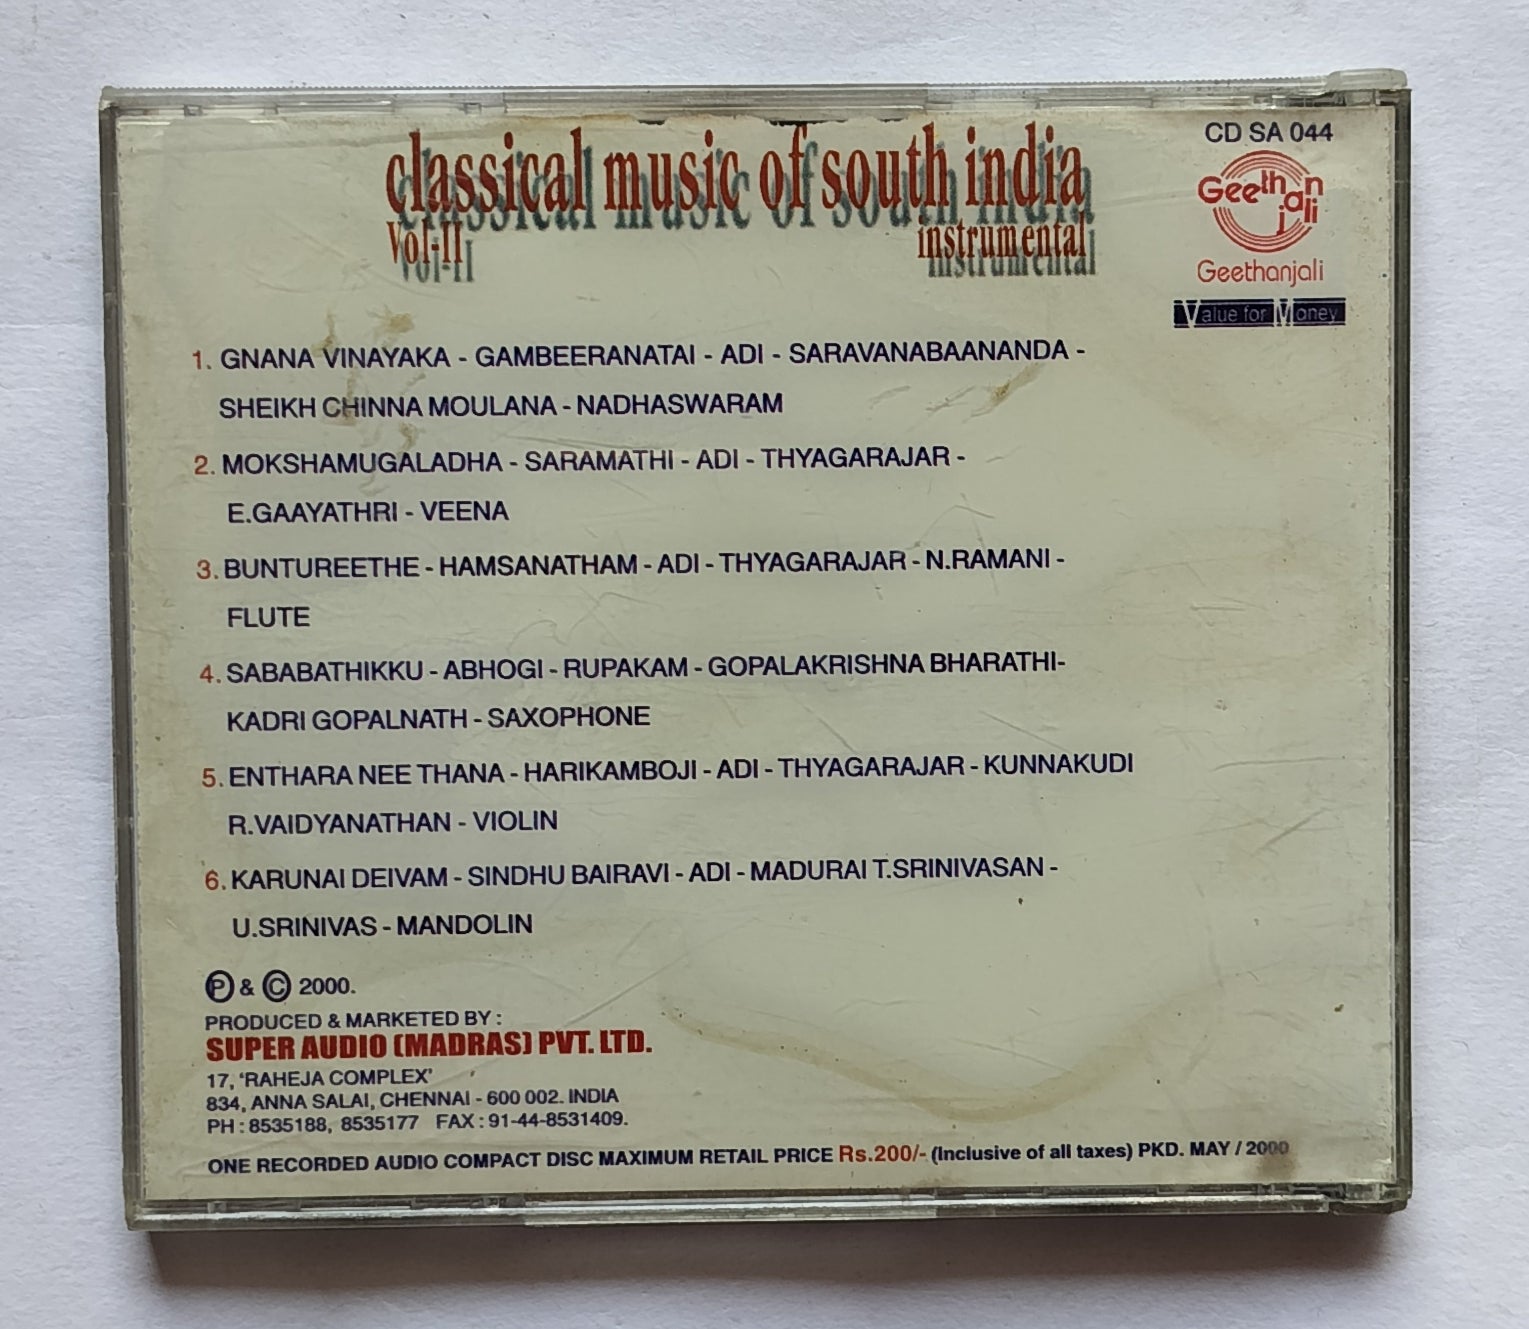 classical music of south india
Vol-II instrumental
CD SA 044
Geethanjali
Geethanjali
Value for Money
1. GNANA VINAYAKA - GAMBEERANATAI - ADI - SARAVANABAANANDA -
SHEIKH CHINNA MOULANA - NADHASWARAM
2. MOKSHAMUGALADHA - SARAMATHI - ADI - THYAGARAJAR -
E.GAAYATHRI - VEENA
3. BUNTUREETHE - HAMSANATHAM - ADI - THYAGARAJAR - N.RAMANI -
FLUTE
4. SABABATHIKKU - ABHOGI - RUPAKAM - GOPALAKRISHNA BHARATHI-
KADRI GOPALNATH - SAXOPHONE
5. ENTHARA NEE THANA - HARIKAMBOJI - ADI - THYAGARAJAR - KUNNAKUDI
R.VAIDYANATHAN - VIOLIN
6. KARUNAI DEIVAM - SINDHU BAIRAVI - ADI - MADURAI T.SRINIVASAN -
U.SRINIVAS - MANDOLIN
℗ & © 2000.
PRODUCED & MARKETED BY :
SUPER AUDIO (MADRAS) PVT. LTD.
17, 'RAHEJA COMPLEX'
834, ANNA SALAI, CHENNAI - 600 002. INDIA
PH : 8535188, 8535177 FAX : 91-44-8531409.
ONE RECORDED AUDIO COMPACT DISC MAXIMUM RETAIL PRICE Rs.200/- (Inclusive of all taxes) PKD. MAY / 2000